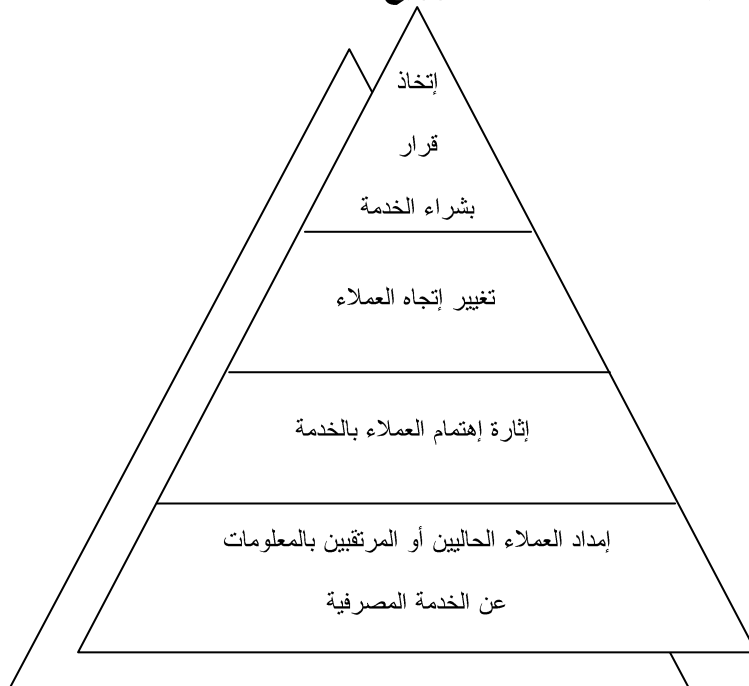 إتخاذ
قرار
بشراء الخدمة
تغيير إتجاه العملاء
إثارة إهتمام العملاء بالخدمة
إمداد العملاء الحاليين أو المرتقبين بالمعلومات
عن الخدمة المصرفية